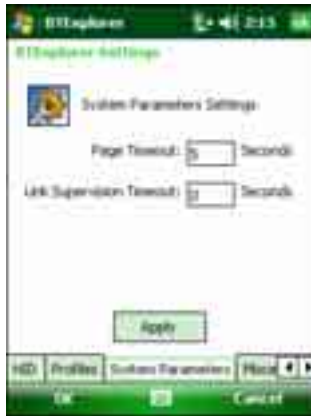 BTExplorer 2:13
BTExplorer Settings
System Parameters Settings
Page Timeout: 5 Seconds
Link Supervision Timeout: Seconds
Apply
HID Profiles System Parameters
OK Cancel